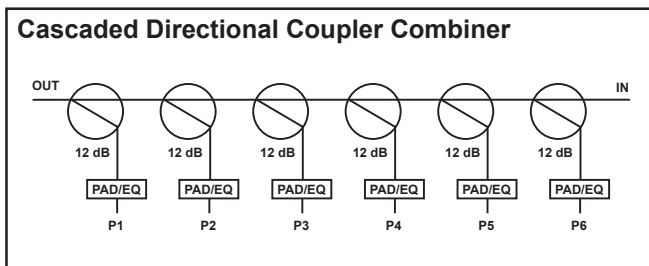 Cascaded Directional Coupler Combiner
OUT IN
12 dB 12 dB 12 dB 12 dB 12 dB 12 dB
PAD/EQ PAD/EQ PAD/EQ PAD/EQ PAD/EQ PAD/EQ
P1 P2 P3 P4 P5 P6